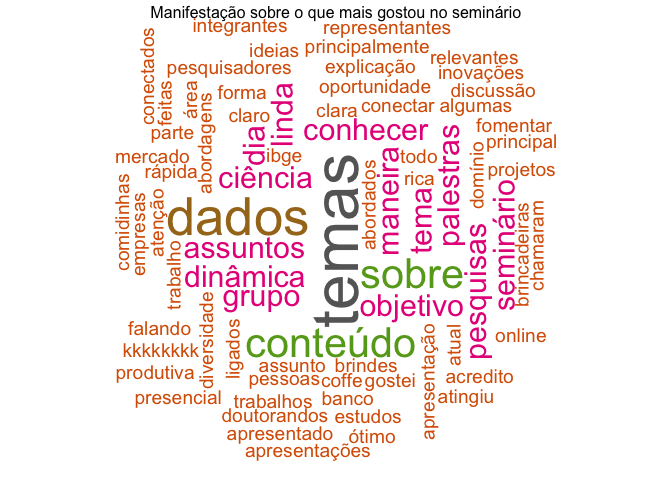 Manifestação sobre o que mais gostou no seminário
integrantes
representantes
conectados
ideias
principalmente
pesquisadores
explicação
relevantes
inovações
feitas
área
forma
linda
oportunidade
discussão
abordagens
claro
clara
conectar
algumas
parte
dia
conhecer
fomentar
principal
mercado
ibge
temas
abordados
todo
maneira
palestras
domínio
projetos
rápida
ciência
rica
tema
seminário
comidinhas
empresas
atenção
dados
brincadeiras
chamaram
trabalho
assuntos
sobre
pesquisas
dinâmica
grupo
objetivo
falando
diversidade
ligados
conteúdo
apresentação
atual
online
kkkkkkkk
produtiva
assunto
brindes
pessoas
coffe
gostei
acredito
presencial
trabalhos
banco
atingiu
doutorandos
estudos
apresentado
ótimo
apresentações